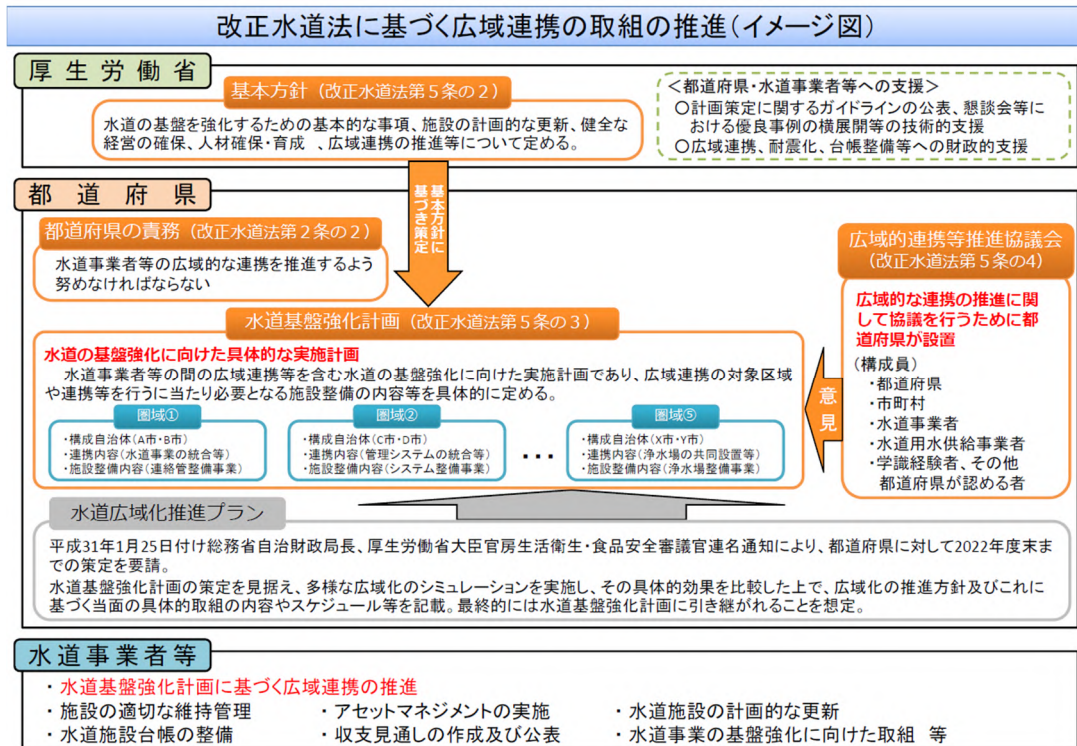 改正水道法に基づく広域連携の取組の推進（イメージ図）
厚生労働省
基本方針（改正水道法第５条の２）
水道の基盤を強化するための基本的な事項、施設の計画的な更新、健全な
経営の確保、人材確保・育成 、広域連携の推進等について定める。
＜都道府県・水道事業者等への支援＞
〇計画策定に関するガイドラインの公表、懇談会等に
おける優良事例の横展開等の技術的支援
〇広域連携、耐震化、台帳整備等への財政的支援
都道府県
基本方針に
基づき策定
都道府県の責務（改正水道法第２条の２）
水道事業者等の広域的な連携を推進するよう
努めなければならない
広域的連携等推進協議会
（改正水道法第５条の4）
広域的な連携の推進に関
して協議を行うために都
道府県が設置
（構成員）
・都道府県
・市町村
・水道事業者
・水道用水供給事業者
・学識経験者、その他
都道府県が認める者
意見
水道基盤強化計画（改正水道法第５条の３）
水道の基盤強化に向けた具体的な実施計画
水道事業者等の間の広域連携等を含む水道の基盤強化に向けた実施計画であり、広域連携の対象区域
や連携等を行うに当たり必要となる施設整備の内容等を具体的に定める。
圏域①
・構成自治体（A市・B市）
・連携内容（水道事業の統合等）
・施設整備内容（連絡管整備事業）
圏域②
・構成自治体（C市・D市）
・連携内容（管理システムの統合等）
・施設整備内容（システム整備事業）
・・・
圏域⑤
・構成自治体（X市・Y市）
・連携内容（浄水場の共同設置等）
・施設整備内容（浄水場整備事業）
水道広域化推進プラン
平成31年1月25日付け総務省自治財政局長、厚生労働省大臣官房生活衛生・食品安全審議官連名通知により、都道府県に対して2022年度末ま
での策定を要請。
水道基盤強化計画の策定を見据え、多様な広域化のシミュレーションを実施し、その具体的効果を比較した上で、広域化の推進方針及びこれに
基づく当面の具体的取組の内容やスケジュール等を記載。最終的には水道基盤強化計画に引き継がれることを想定。
水道事業者等
・水道基盤強化計画に基づく広域連携の推進
・施設の適切な維持管理 ・アセットマネジメントの実施 ・水道施設の計画的な更新
・水道施設台帳の整備 ・収支見通しの作成及び公表 ・水道事業の基盤強化に向けた取組 等